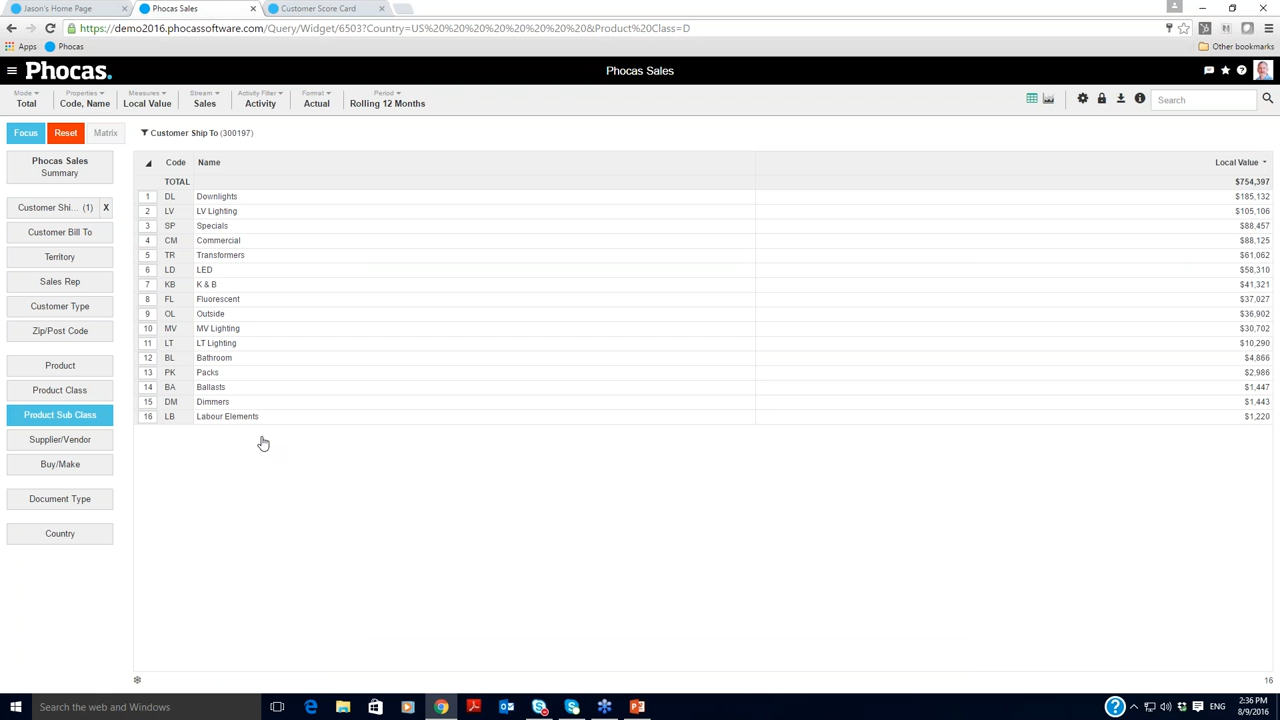 Jason's Home Page
Phocas Sales
Customer Score Card
https://demo2016.phocassoftware.com/Query/Widget/6503?Country=US%20%20%20%20%20%20%20%20&Product%20Class=D
Apps
Phocas
Other bookmarks
Phocas.
Phocas Sales
Mode
Total
Properties
Code, Name
Measures
Local Value
Stream
Sales
Activity Filter
Activity
Format
Actual
Period
Rolling 12 Months
Search
Focus
Reset
Matrix
Customer Ship To (300197)
Phocas Sales
Summary
Customer Shi... (1) X
Customer Bill To
Territory
Sales Rep
Customer Type
Zip/Post Code
Product
Product Class
Product Sub Class
Supplier/Vendor
Buy/Make
Document Type
Country
Code Name Local Value
TOTAL $754,397
1 DL Downlights $185,132
2 LV LV Lighting $105,106
3 SP Specials $88,457
4 CM Commercial $88,125
5 TR Transformers $61,062
6 LD LED $58,310
7 KB K & B $41,321
8 FL Fluorescent $37,027
9 OL Outside $36,902
10 MV MV Lighting $30,702
11 LT LT Lighting $10,290
12 BL Bathroom $4,866
13 PK Packs $2,986
14 BA Ballasts $1,447
15 DM Dimmers $1,443
16 LB Labour Elements $1,220
16
Search the web and Windows
ENG
2:36 PM
8/9/2016